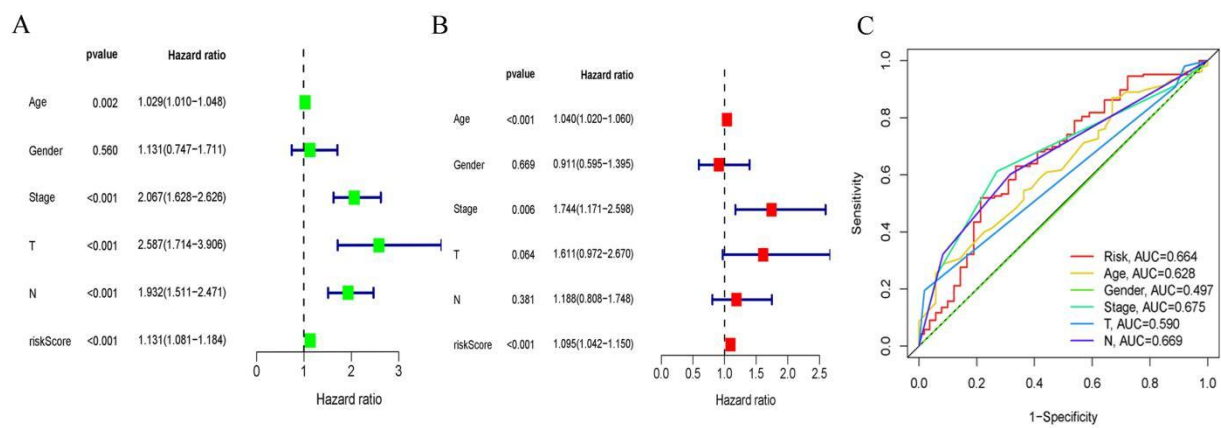 A
pvalue Hazard ratio
Age 0.002 1.029(1.010−1.048)
Gender 0.560 1.131(0.747−1.711)
Stage <0.001 2.067(1.628−2.626)
T <0.001 2.587(1.714−3.906)
N <0.001 1.932(1.511−2.471)
riskScore <0.001 1.131(1.081−1.184)
0 1 2 3
Hazard ratio
B
pvalue Hazard ratio
Age <0.001 1.040(1.020−1.060)
Gender 0.669 0.911(0.595−1.395)
Stage 0.006 1.744(1.171−2.598)
T 0.064 1.611(0.972−2.670)
N 0.381 1.188(0.808−1.748)
riskScore <0.001 1.095(1.042−1.150)
0.0 0.5 1.0 1.5 2.0 2.5
Hazard ratio
C
Sensitivity
1.0
0.8
0.6
0.4
0.2
0.0
Risk, AUC=0.664
Age, AUC=0.628
Gender, AUC=0.497
Stage, AUC=0.675
T, AUC=0.590
N, AUC=0.669
0.0 0.2 0.4 0.6 0.8 1.0
1−Specificity